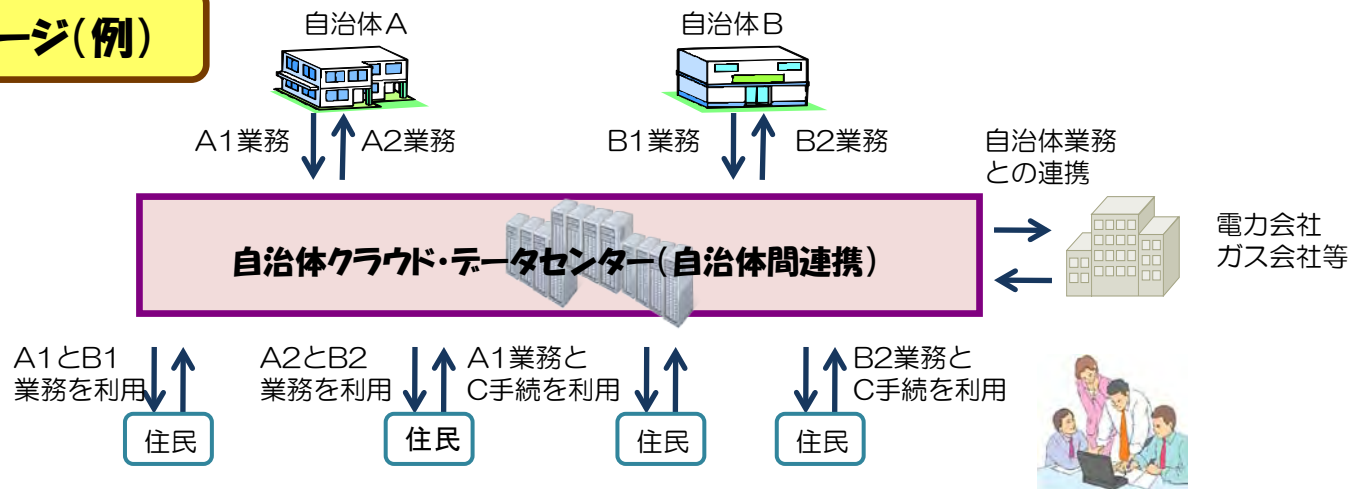 ージ(例)
自治体A
自治体B
A1業務
A2業務
B1業務
B2業務
自治体業務
との連携
自治体クラウド・データセンター(自治体間連携)
電力会社
ガス会社等
A1とB1
業務を利用
A2とB2
業務を利用
A1業務と
C手続を利用
B2業務と
C手続を利用
住民
住民
住民
住民